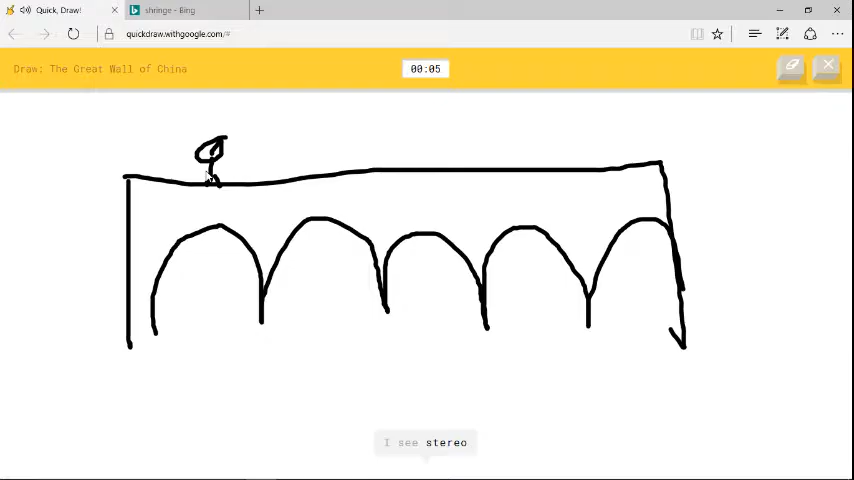 Quick, Draw!
shringe - Bing
quickdraw.withgoogle.com/#
Draw: The Great Wall of China
00:05
I see stereo